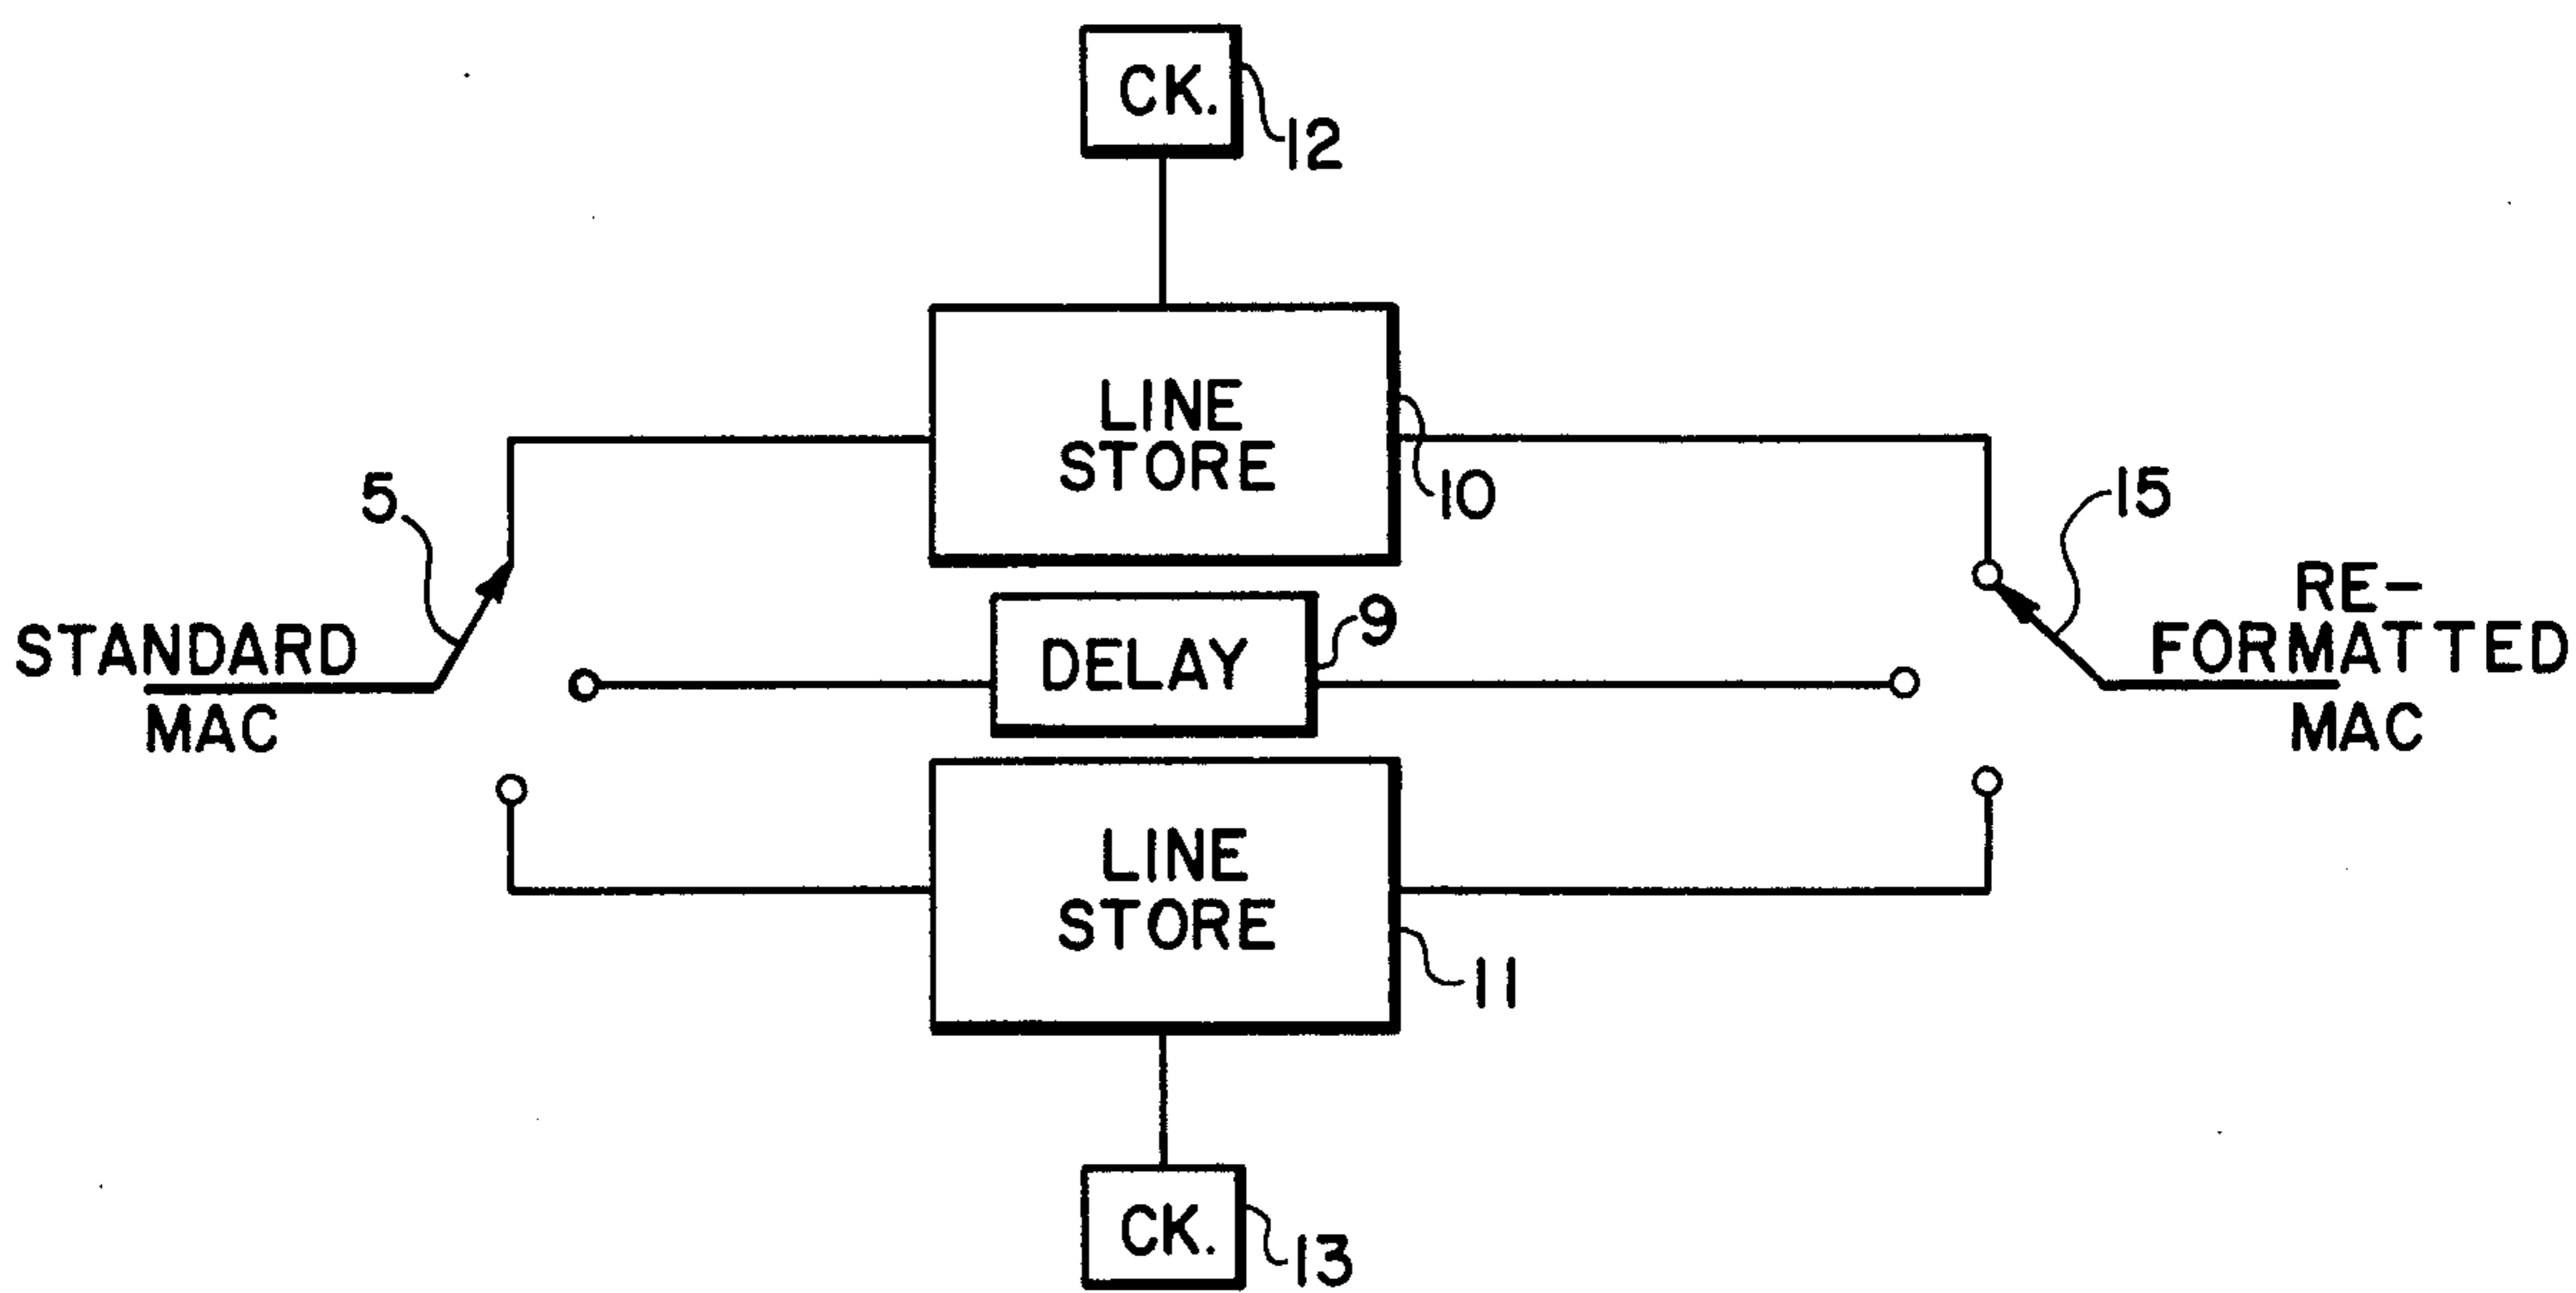 CK.
12
LINE
STORE
10
5
15
STANDARD
MAC
DELAY
9
RE-
FORMATTED
MAC
LINE
STORE
11
CK.
13